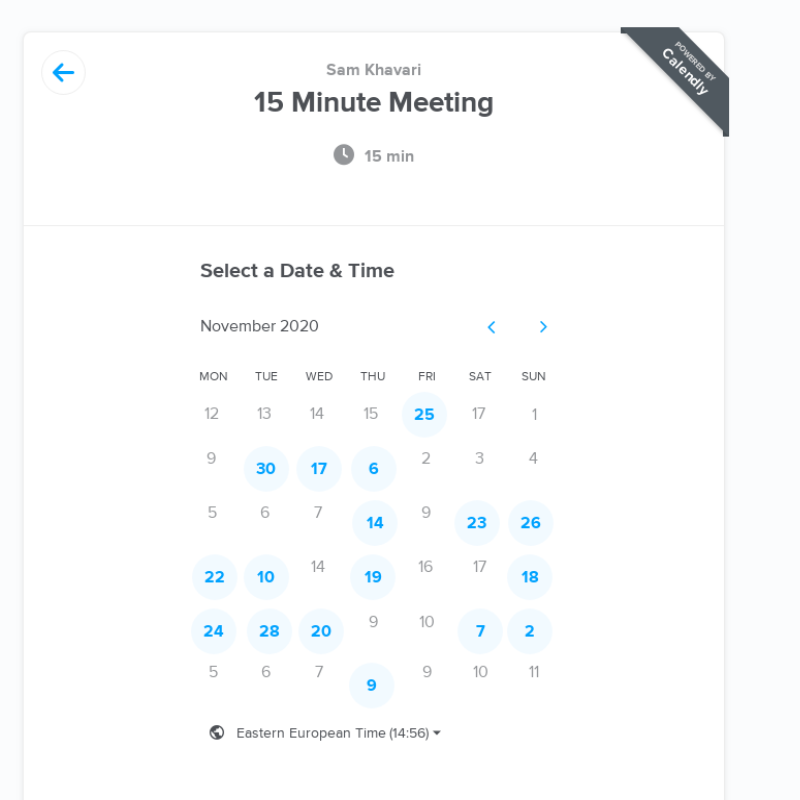 POWERED BY
Calendly
Sam Khavari
15 Minute Meeting
15 min
Select a Date & Time
November 2020
MON TUE WED THU FRI SAT SUN
12 13 14 15 25 17 1
9 30 17 6 2 3 4
5 6 7 14 9 23 26
22 10 14 19 16 17 18
24 28 20 9 10 7 2
5 6 7 9 9 10 11
Eastern European Time (14:56)